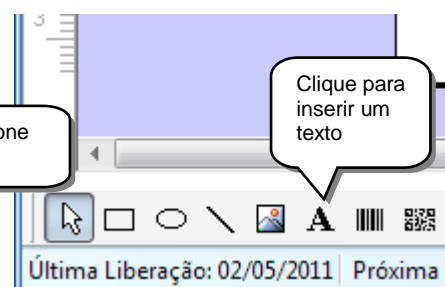 3
Clique para
inserir um
texto
one
A
Última Liberação: 02/05/2011 Próxima